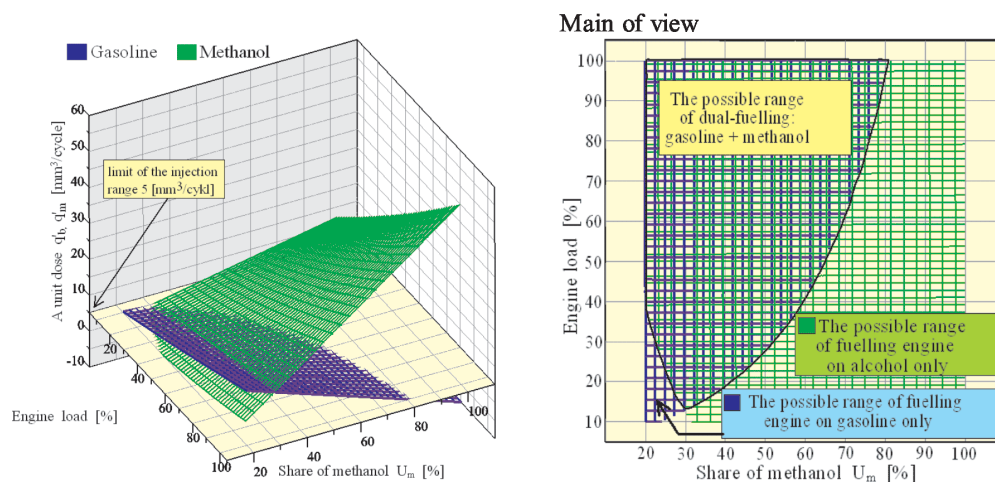 Gasoline
Methanol
limit of the injection
range 5 [mm³/cykl]
A unit dose q'b, q'm [mm³/cycle]
60
50
40
30
20
10
0
-10
20
40
60
80
100
Engine load [%]
20
40
60
80
100
Share of methanol Um [%]
Main of view
The possible range
of dual-fuelling:
gasoline + methanol
Engine load [%]
100
90
80
70
60
50
40
30
20
10
The possible range
of fuelling engine
on alcohol only
The possible range of fuelling
engine on gasoline only
20 30 40 50 60 70 80 90 100
Share of methanol Um [%]